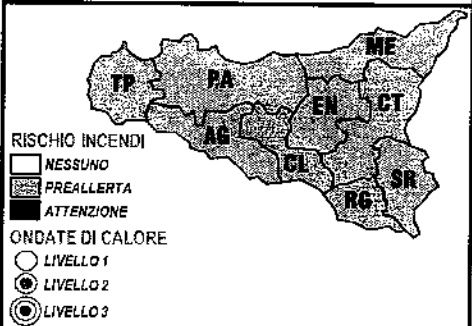 ME
TP
PA
EN
CT
AG
CL
SR
RG
RISCHIO INCENDI
NESSUNO
PREALLERTA
ATTENZIONE
ONDATE DI CALORE
LIVELLO 1
LIVELLO 2
LIVELLO 3